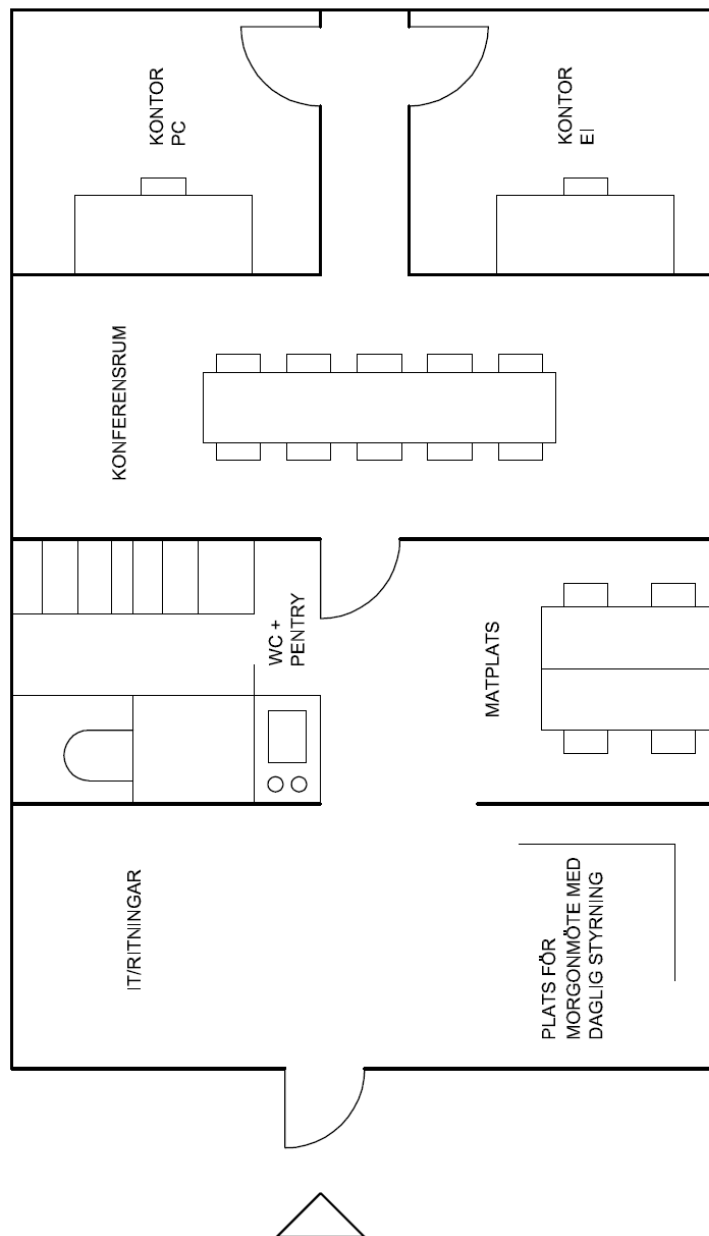 KONTOR
PC
KONTOR
EI
KONFERENSRUM
WC +
PENTRY
MATPLATS
IT/RITNINGAR
PLATS FÖR
MORGONMÖTE MED
DAGLIG STYRNING